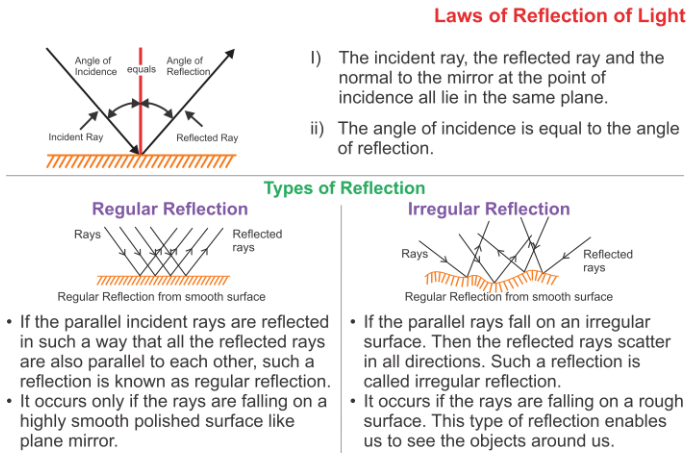 Laws of Reflection of Light
Angle of
Incidence
equals
Angle of
Reflection
Incident Ray
Reflected Ray
I) The incident ray, the reflected ray and the
normal to the mirror at the point of
incidence all lie in the same plane.
ii) The angle of incidence is equal to the angle
of reflection.
Types of Reflection
Regular Reflection
Rays
Reflected
rays
Regular Reflection from smooth surface
• If the parallel incident rays are reflected
in such a way that all the reflected rays
are also parallel to each other, such a
reflection is known as regular reflection.
• It occurs only if the rays are falling on a
highly smooth polished surface like
plane mirror.
Irregular Reflection
Rays
Reflected
rays
Regular Reflection from smooth surface
• If the parallel rays fall on an irregular
surface. Then the reflected rays scatter
in all directions. Such a reflection is
called irregular reflection.
• It occurs if the rays are falling on a rough
surface. This type of reflection enables
us to see the objects around us.